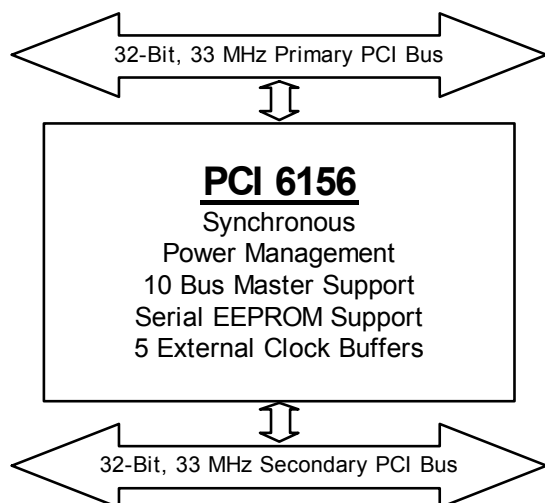 32-Bit, 33 MHz Primary PCI Bus
PCI 6156
Synchronous
Power Management
10 Bus Master Support
Serial EEPROM Support
5 External Clock Buffers
32-Bit, 33 MHz Secondary PCI Bus